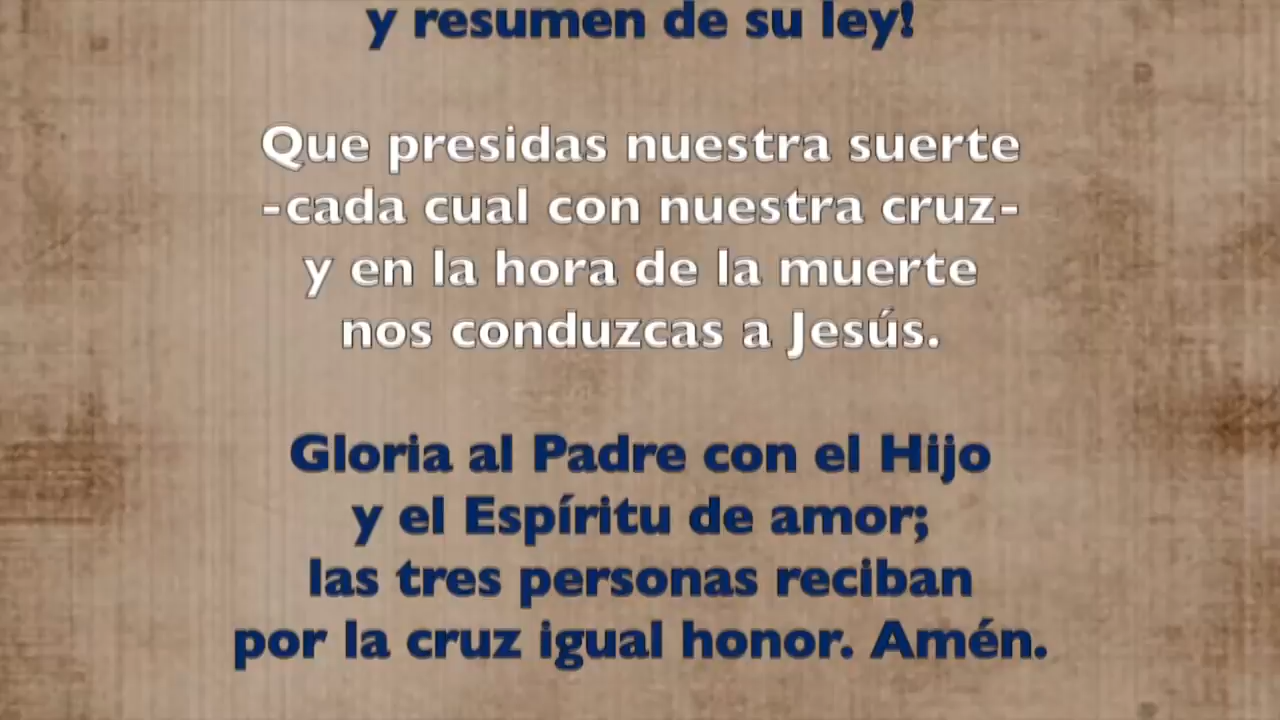 y resumen de su ley!
Que presidas nuestra suerte
-cada cual con nuestra cruz-
y en la hora de la muerte
nos conduzcas a Jesús.
Gloria al Padre con el Hijo
y el Espíritu de amor;
las tres personas reciban
por la cruz igual honor. Amén.